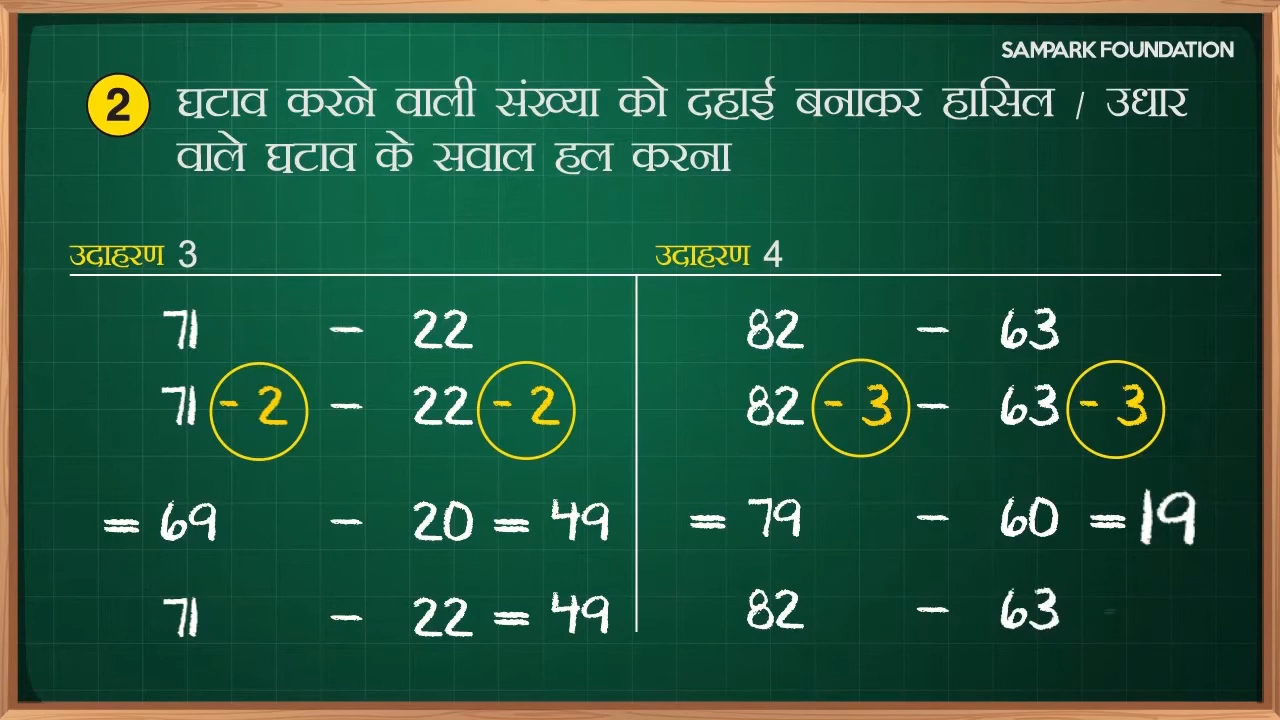 SAMPARK FOUNDATION
2 घटाव करने वाली संख्या को दहाई बनाकर हासिल / उधार
वाले घटाव के सवाल हल करना
उदाहरण 3
71 - 22
71 - 2 - 22 - 2
= 69 - 20 = 49
71 - 22 = 49
उदाहरण 4
82 - 63
82 - 3 - 63 - 3
= 79 - 60 = 19
82 - 63